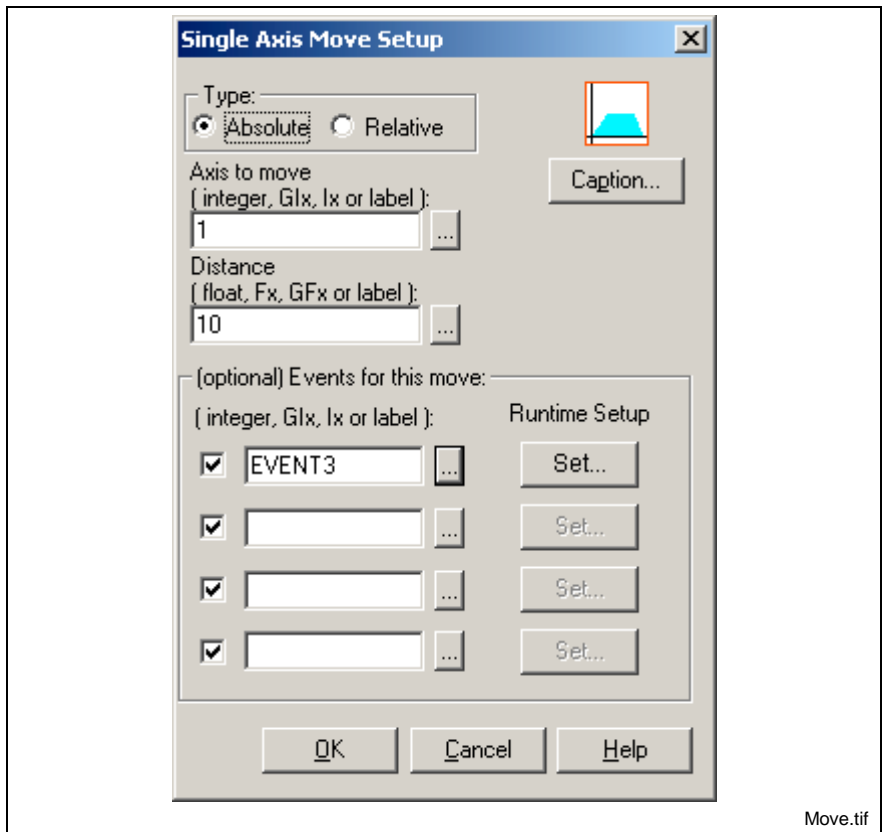 Single Axis Move Setup
Type:
Absolute Relative
Axis to move
( integer, GIx, Ix or label ):
Caption...
1 ...
Distance
( float, Fx, GFx or label ):
10 ...
(optional) Events for this move:
( integer, GIx, Ix or label ): Runtime Setup
EVENT3 ... Set...
... Set...
... Set...
... Set...
OK Cancel Help
Move.tif